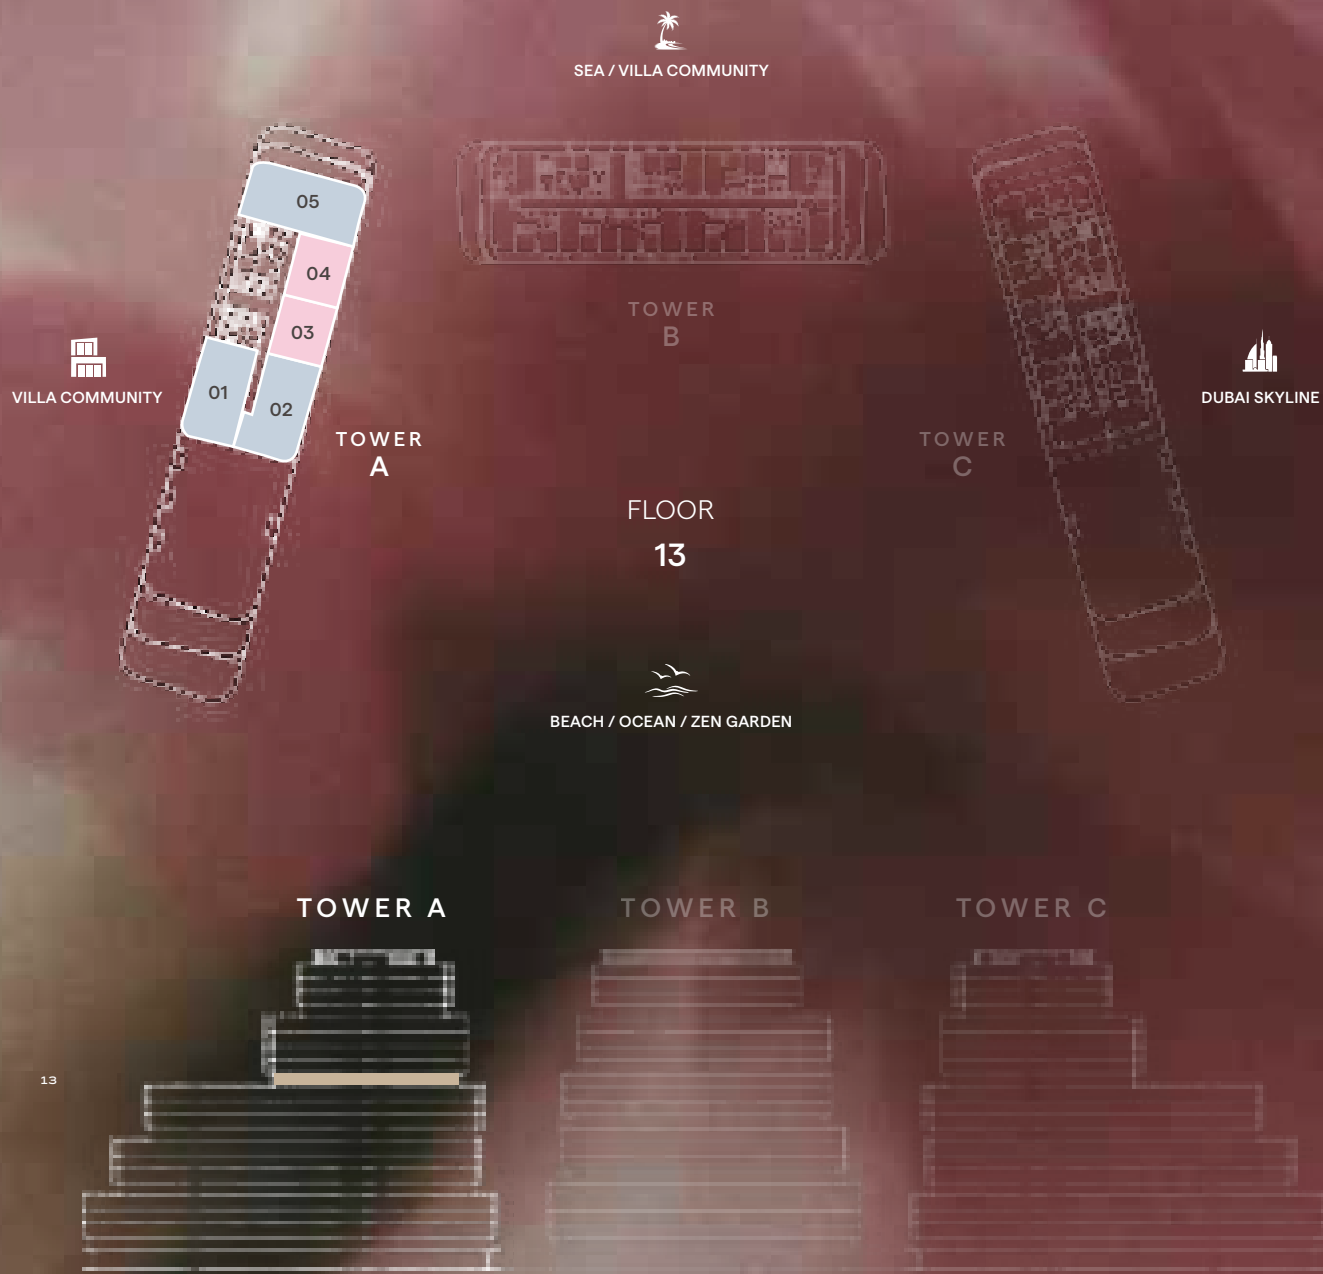 SEA / VILLA COMMUNITY
05
04
03
01
02
TOWER
B
VILLA COMMUNITY
DUBAI SKYLINE
TOWER
A
TOWER
C
FLOOR
13
BEACH / OCEAN / ZEN GARDEN
TOWER A
TOWER B
TOWER C
13